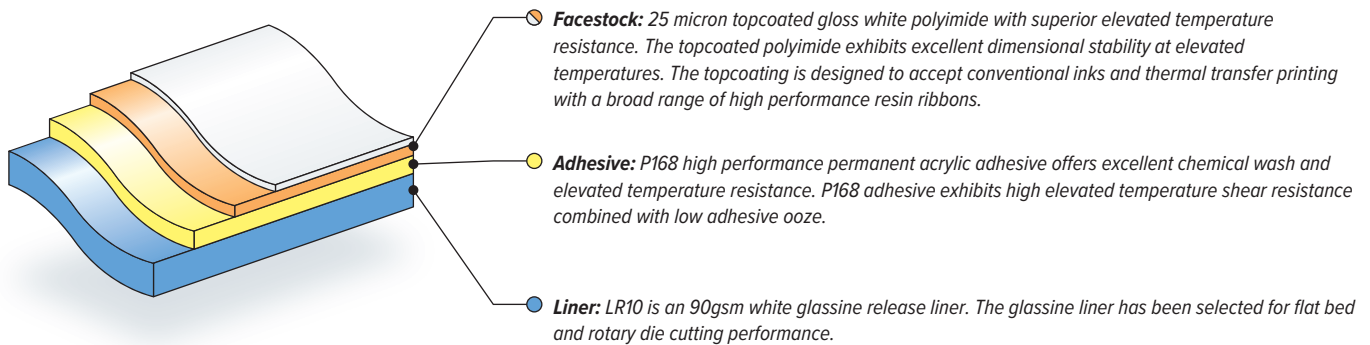 Facestock: 25 micron topcoated gloss white polyimide with superior elevated temperature
resistance. The topcoated polyimide exhibits excellent dimensional stability at elevated
temperatures. The topcoating is designed to accept conventional inks and thermal transfer printing
with a broad range of high performance resin ribbons.
Adhesive: P168 high performance permanent acrylic adhesive offers excellent chemical wash and
elevated temperature resistance. P168 adhesive exhibits high elevated temperature shear resistance
combined with low adhesive ooze.
Liner: LR10 is an 90gsm white glassine release liner. The glassine liner has been selected for flat bed
and rotary die cutting performance.